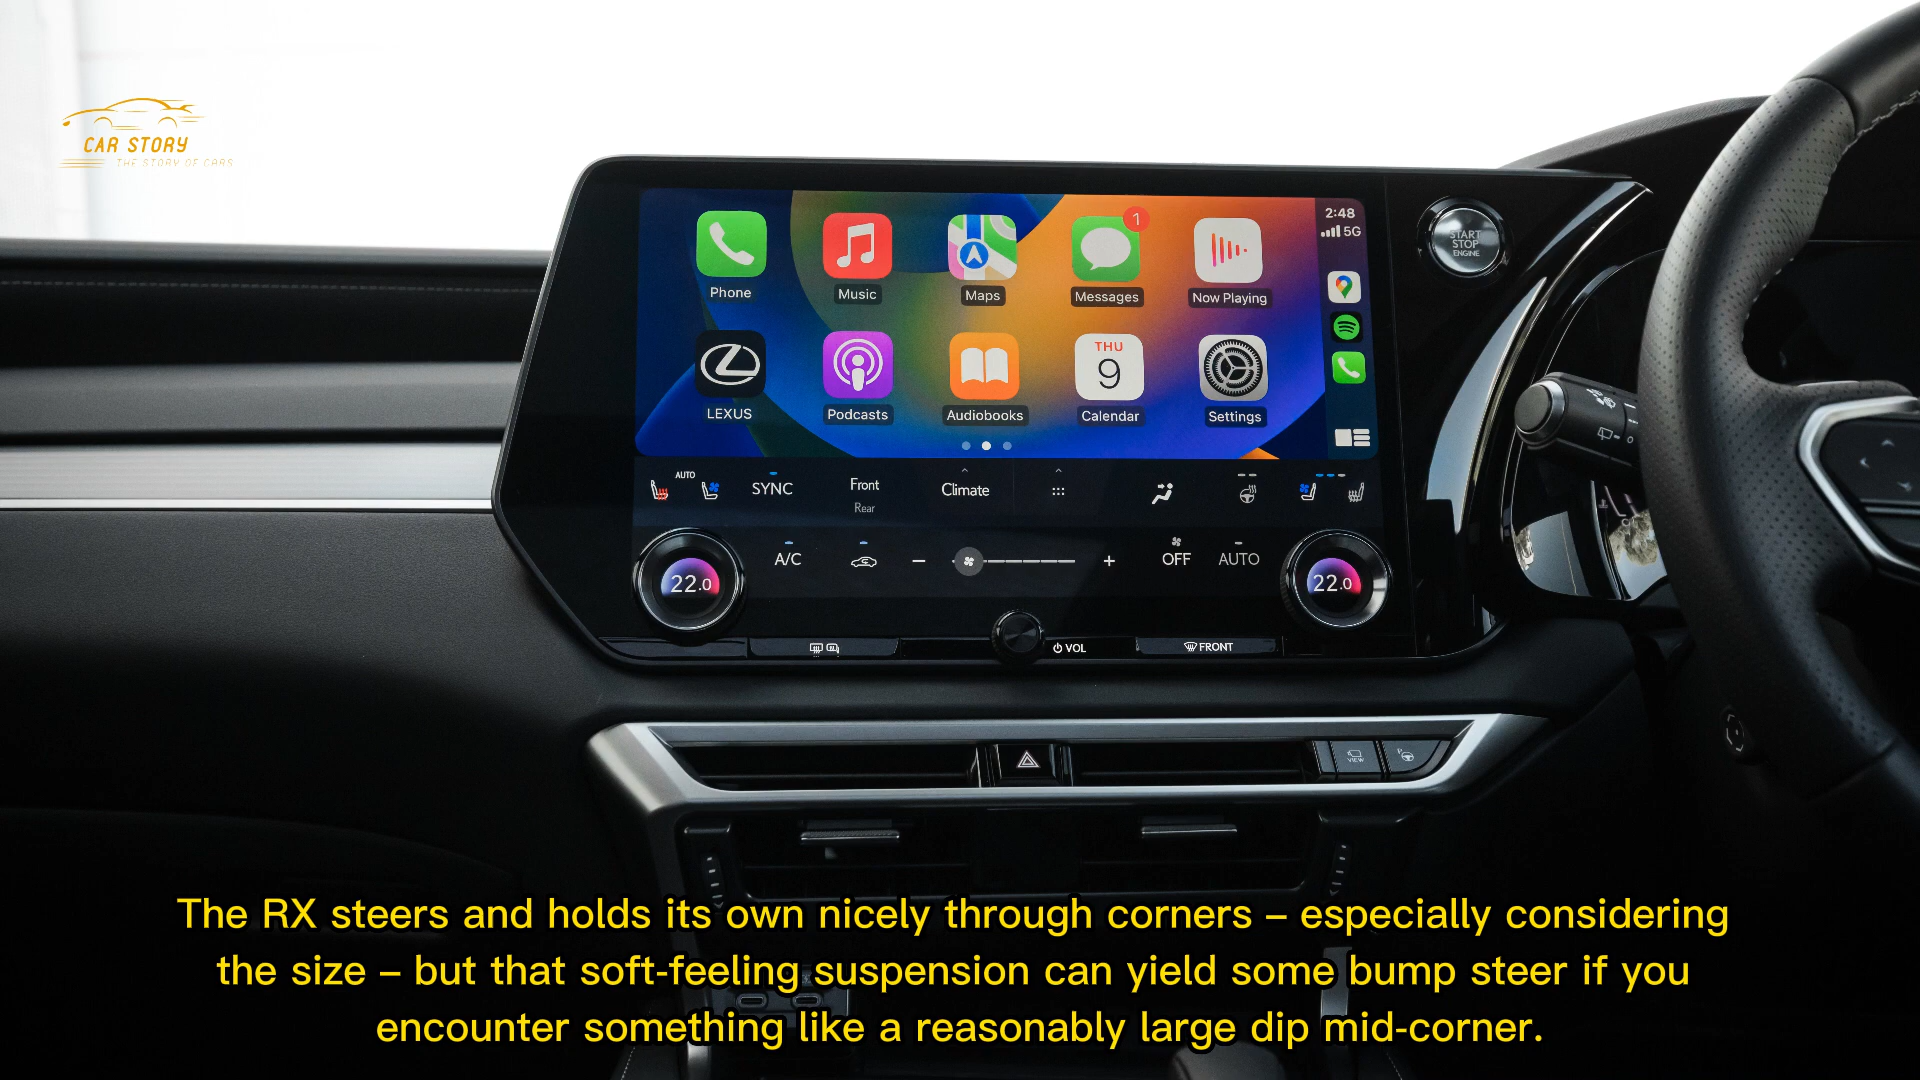 CAR STORY
THE STORY OF CARS
START
STOP
ENGINE
2:48
5G
1
Phone
Music
Maps
Messages
Now Playing
THU
9
LEXUS
Podcasts
Audiobooks
Calendar
Settings
AUTO
SYNC
Front
Rear
Climate
A/C
OFF
AUTO
22.0
22.0
VOL
FRONT
VIEW
The RX steers and holds its own nicely through corners – especially considering
the size – but that soft-feeling suspension can yield some bump steer if you
encounter something like a reasonably large dip mid-corner.